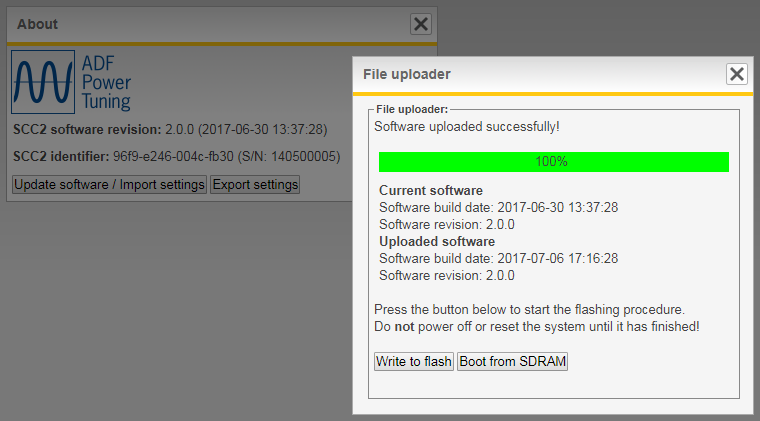 About
ADF
Power
Tuning
SCC2 software revision: 2.0.0 (2017-06-30 13:37:28)
SCC2 identifier: 96f9-e246-004c-fb30 (S/N: 140500005)
Update software / Import settings Export settings
File uploader
File uploader:
Software uploaded successfully!
100%
Current software
Software build date: 2017-06-30 13:37:28
Software revision: 2.0.0
Uploaded software
Software build date: 2017-07-06 17:16:28
Software revision: 2.0.0
Press the button below to start the flashing procedure.
Do not power off or reset the system until it has finished!
Write to flash Boot from SDRAM